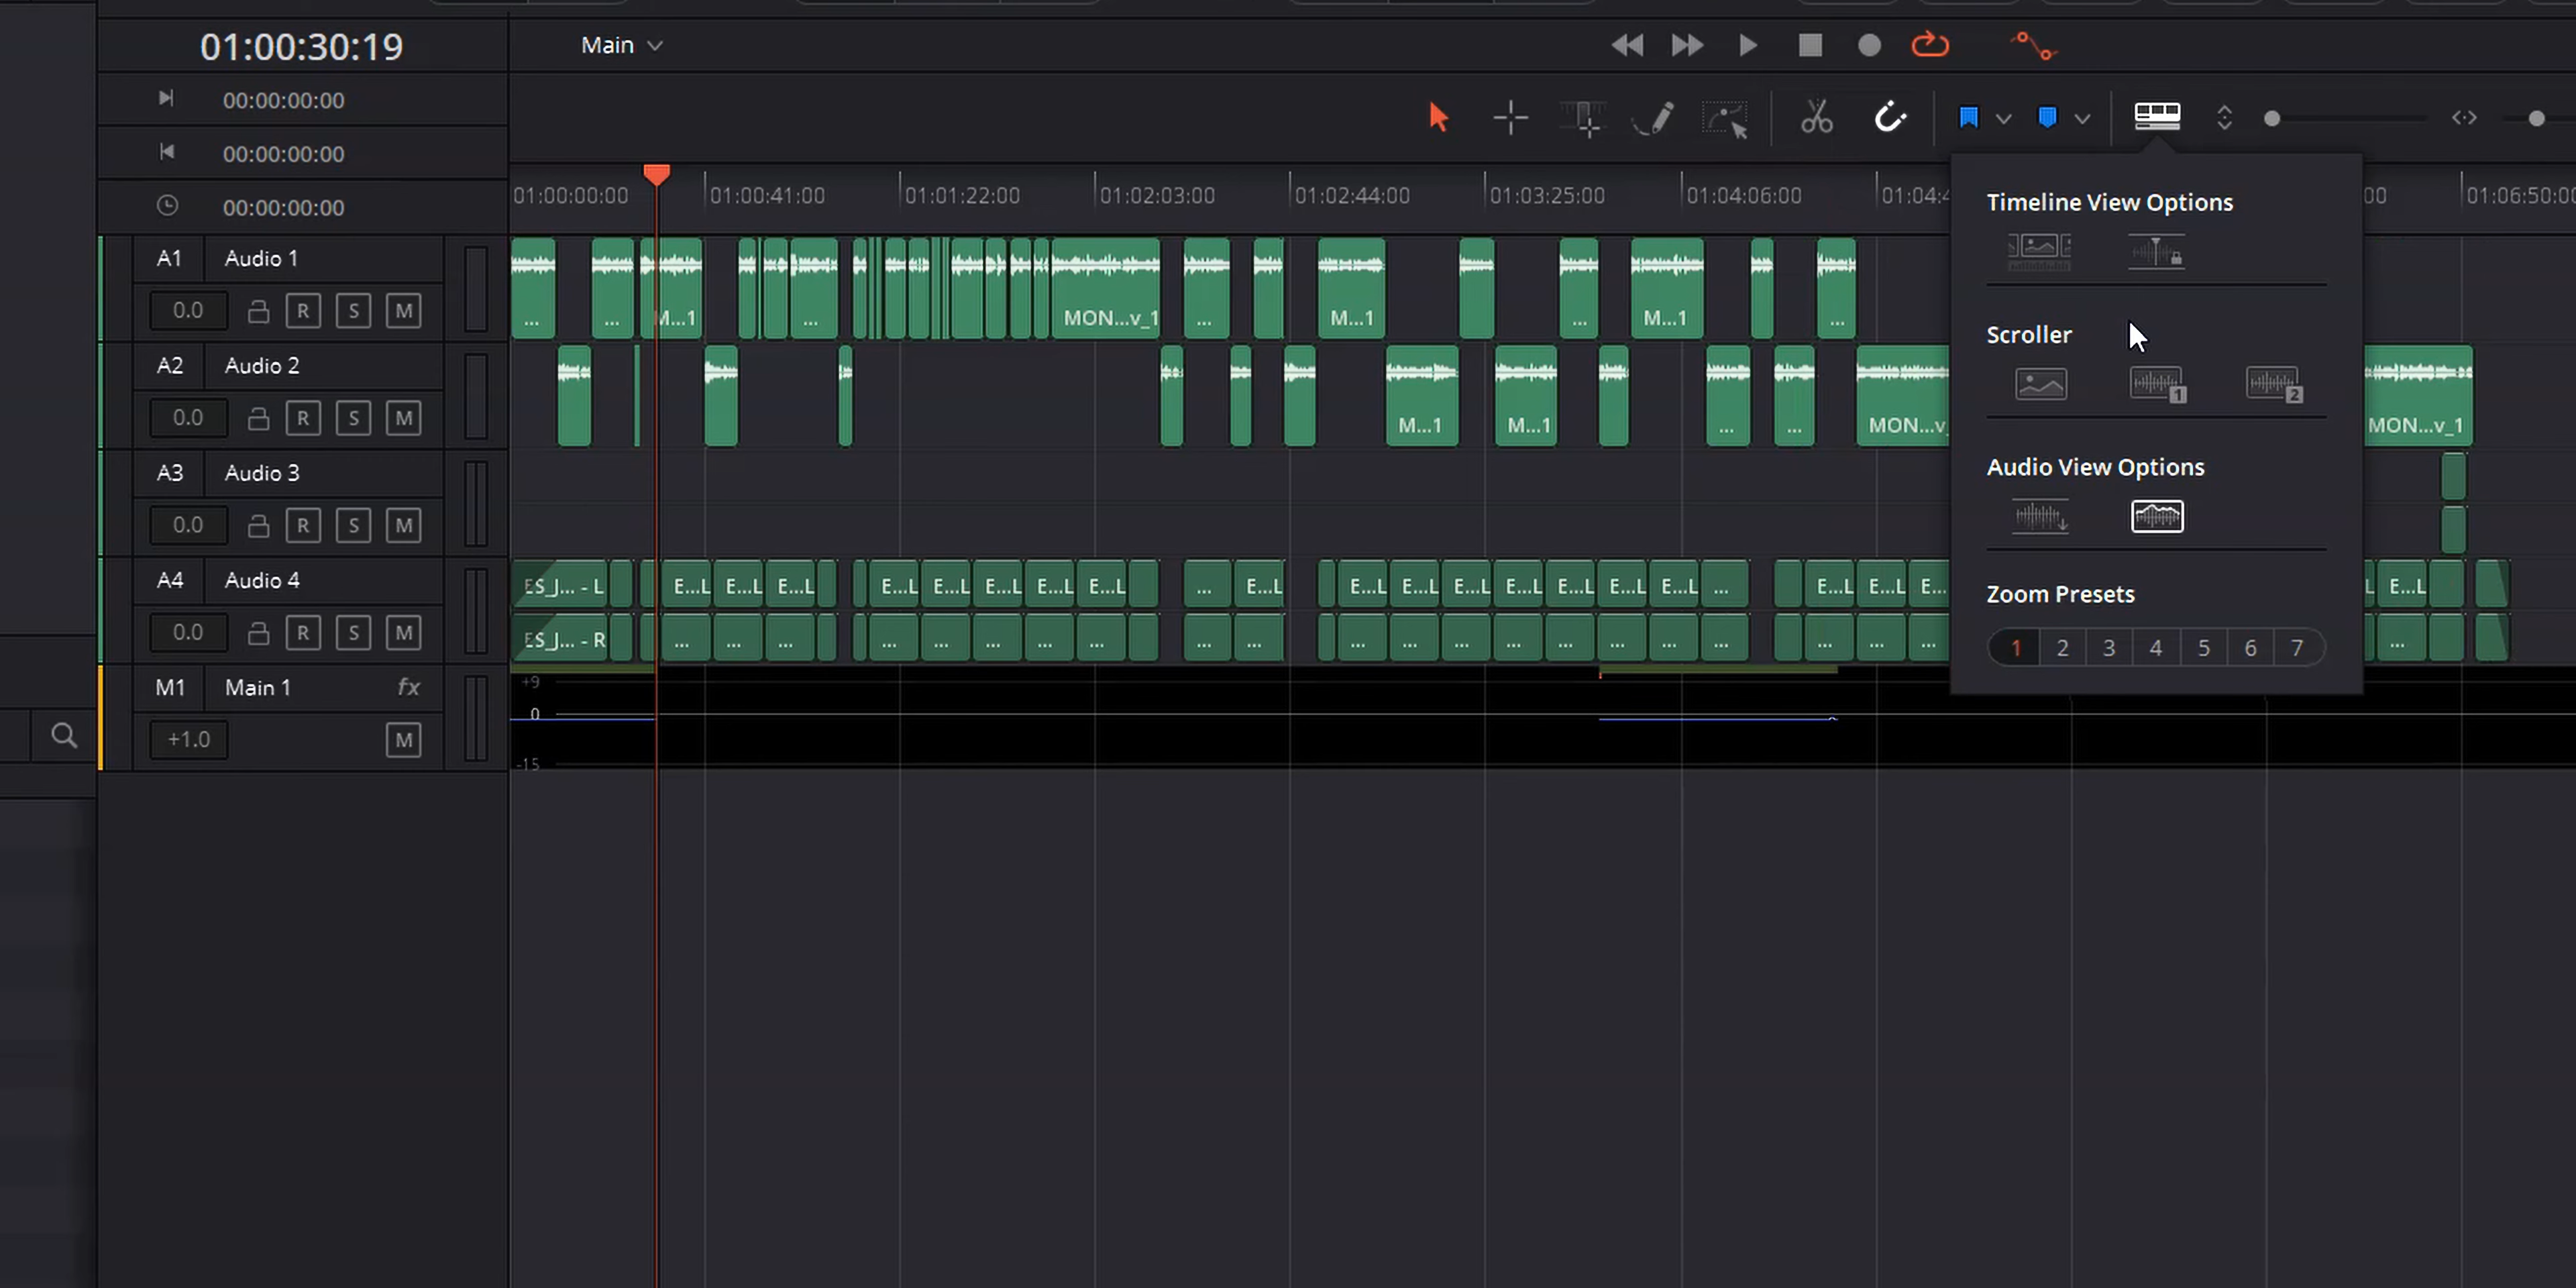 01:00:30:19
Main
00:00:00:00
00:00:00:00
00:00:00:00
01:00:00:00 01:00:41:00 01:01:22:00 01:02:03:00 01:02:44:00 01:03:25:00 01:04:06:00 01:04:4 00 01:06:50:00
A1 Audio 1
0.0 R S M
... ... M...1 ... MON...v_1 ... M...1 ... M...1 ...
A2 Audio 2
0.0 R S M
M...1 M...1 ... ... MON...v_ MON...v_1
A3 Audio 3
0.0 R S M
A4 Audio 4
0.0 R S M
ES_J... - L E...L E...L E...L E...L E...L E...L E...L E...L ... E...L E...L E...L E...L E...L E...L E...L E...L ... E...L E...L E... L E...L
ES_J... - R ... ... ... ... ... ... ... ... ... ... ... ... ... ... ... ... ... ... ... ... ... ...
M1 Main 1 fx
+1.0 M
+9
0
-15
Timeline View Options
Scroller
1 2
Audio View Options
Zoom Presets
1 2 3 4 5 6 7